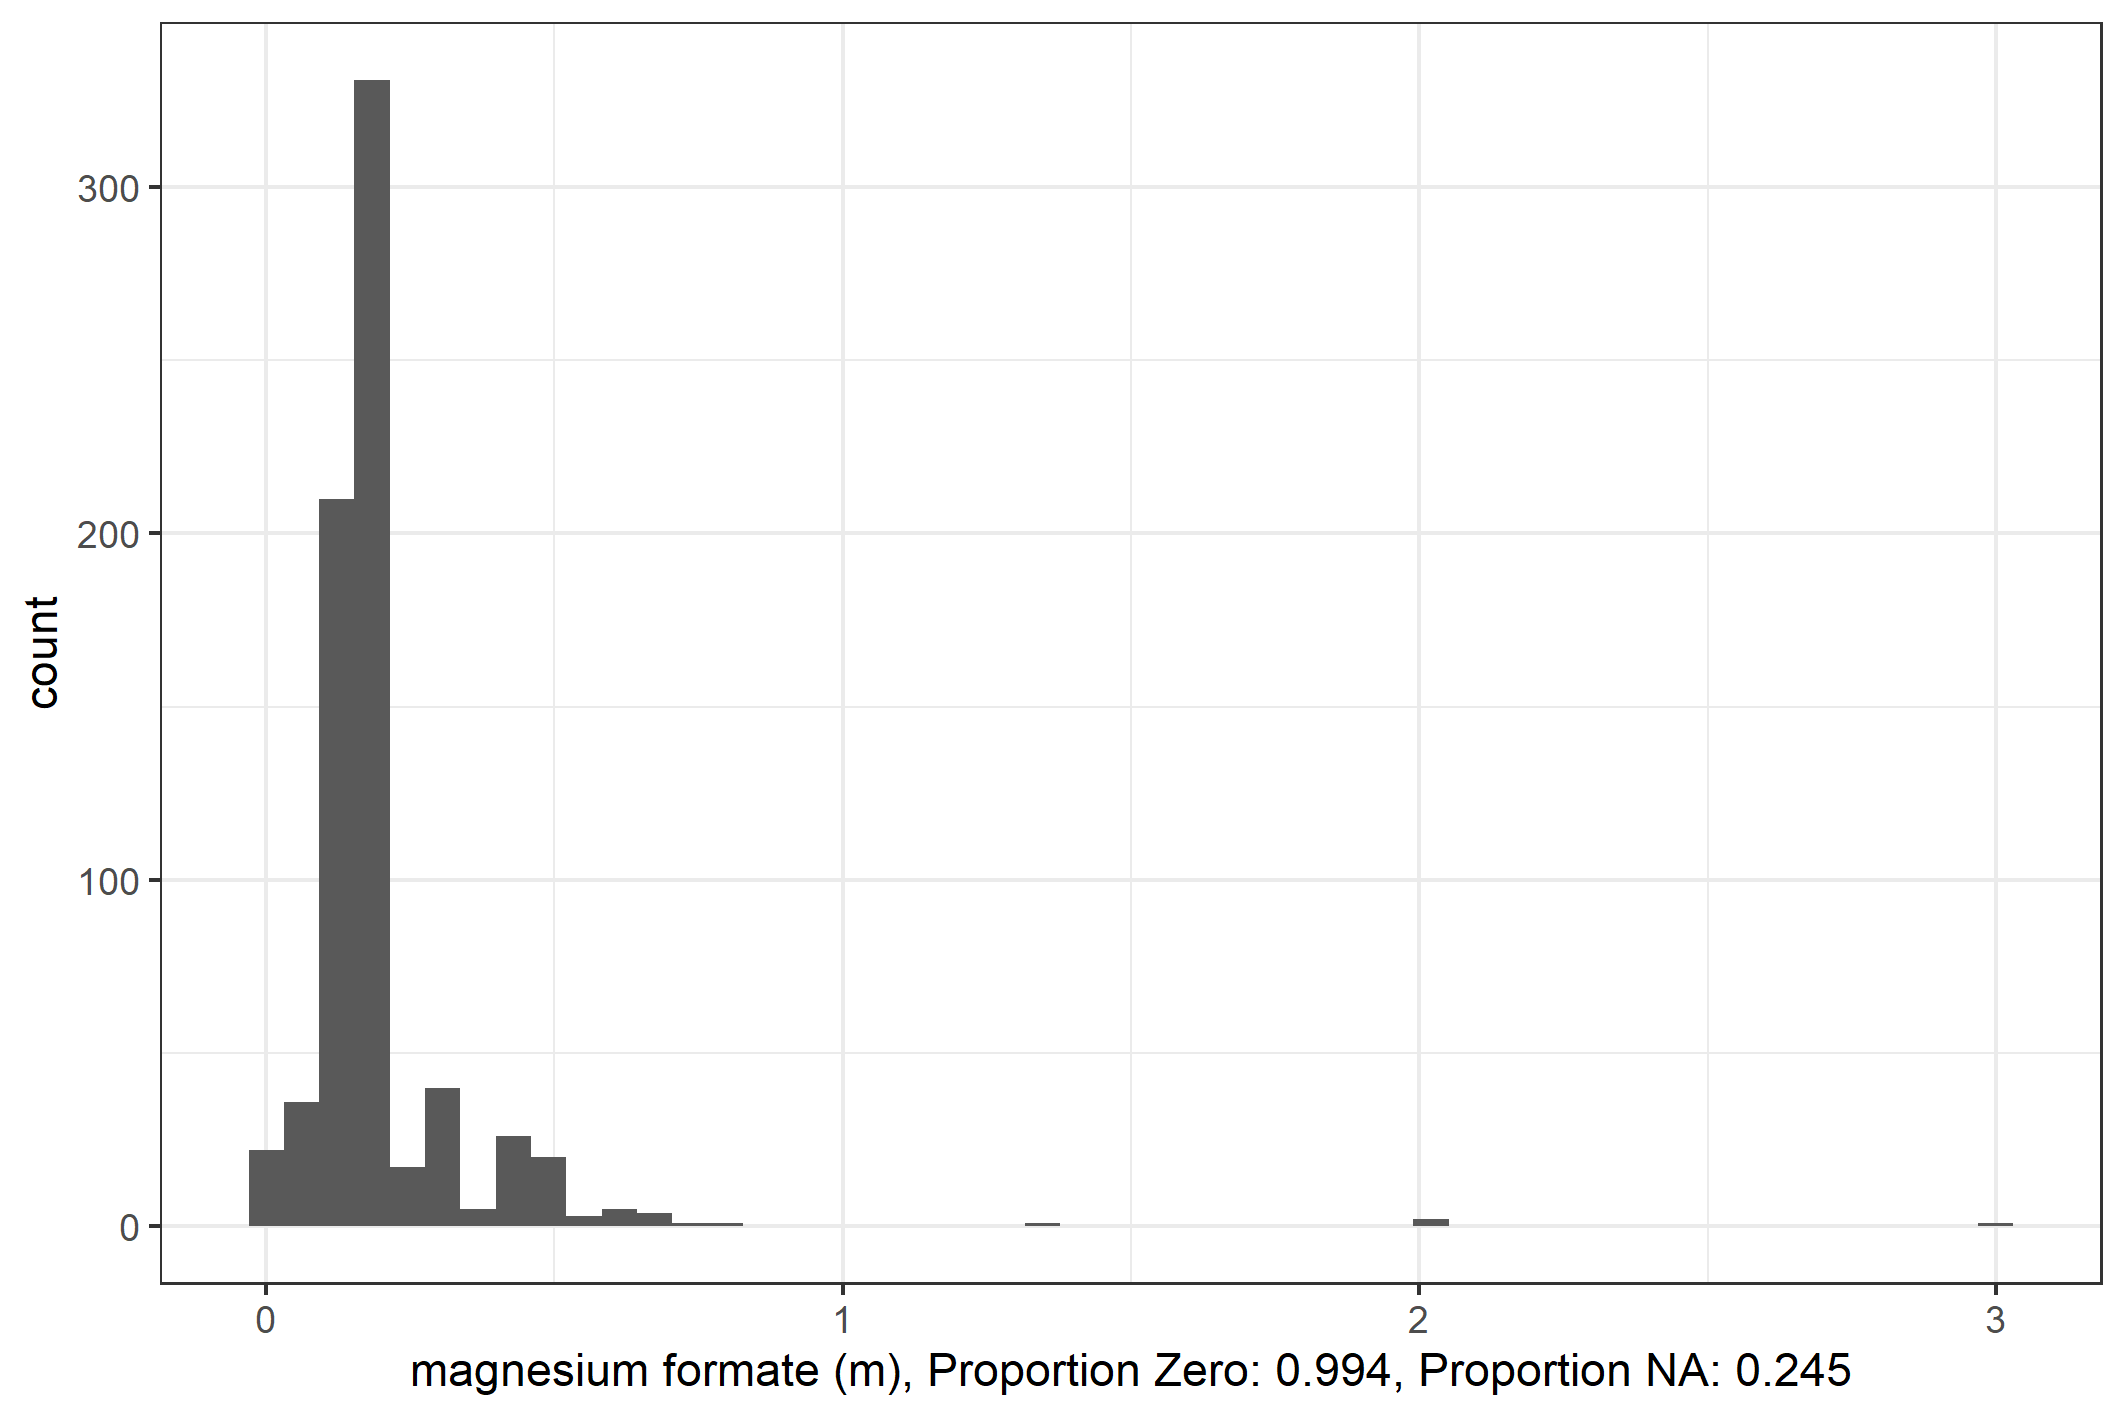 300
200
100
0
count
0 1 2 3
magnesium formate (m), Proportion Zero: 0.994, Proportion NA: 0.245